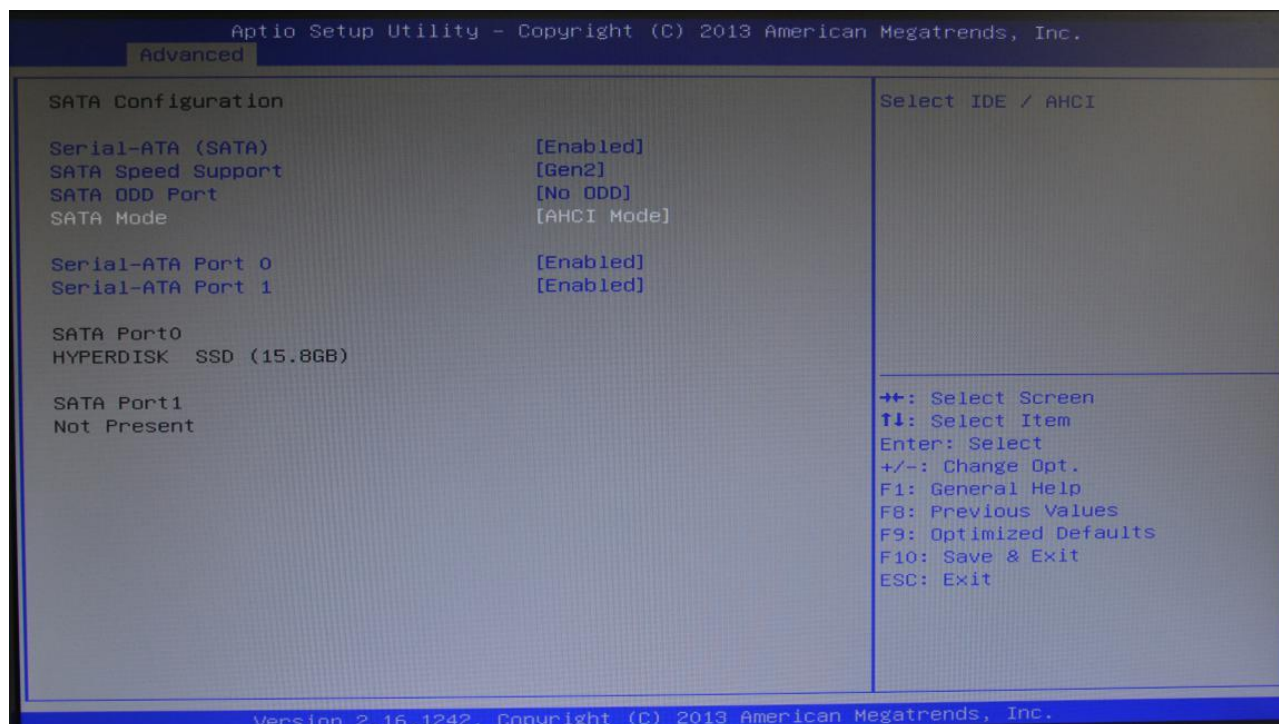 Aptio Setup Utility – Copyright (C) 2013 American Megatrends, Inc.
Advanced
SATA Configuration
Serial-ATA (SATA) [Enabled]
SATA Speed Support [Gen2]
SATA ODD Port [No ODD]
SATA Mode [AHCI Mode]
Serial-ATA Port 0 [Enabled]
Serial-ATA Port 1 [Enabled]
SATA Port0
HYPERDISK SSD (15.8GB)
SATA Port1
Not Present
Select IDE / AHCI
→←: Select Screen
↑↓: Select Item
Enter: Select
+/-: Change Opt.
F1: General Help
F8: Previous Values
F9: Optimized Defaults
F10: Save & Exit
ESC: Exit
Version 2.16.1242. Copyright (C) 2013 American Megatrends, Inc.